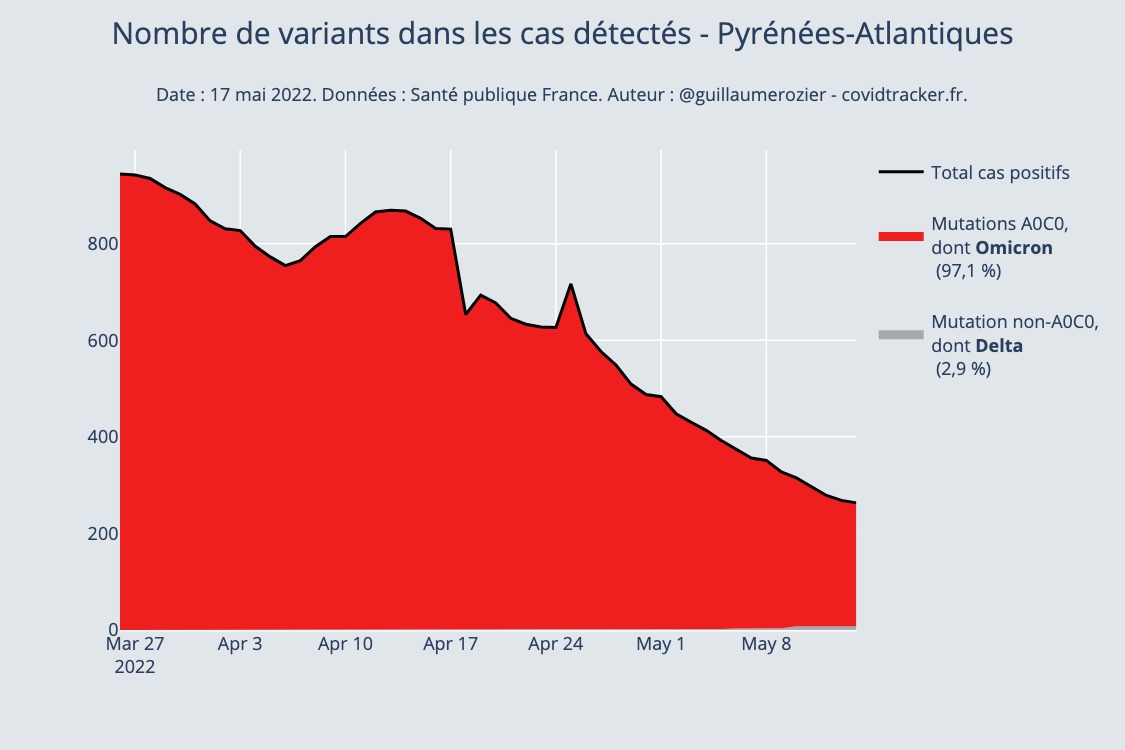 Nombre de variants dans les cas détectés - Pyrénées-Atlantiques
Date : 17 mai 2022. Données : Santé publique France. Auteur : @guillaumerozier - covidtracker.fr.
Total cas positifs
Mutations A0C0,
dont Omicron
(97,1 %)
Mutation non-A0C0,
dont Delta
(2,9 %)
800
600
400
200
0
Mar 27
2022
Apr 3
Apr 10
Apr 17
Apr 24
May 1
May 8